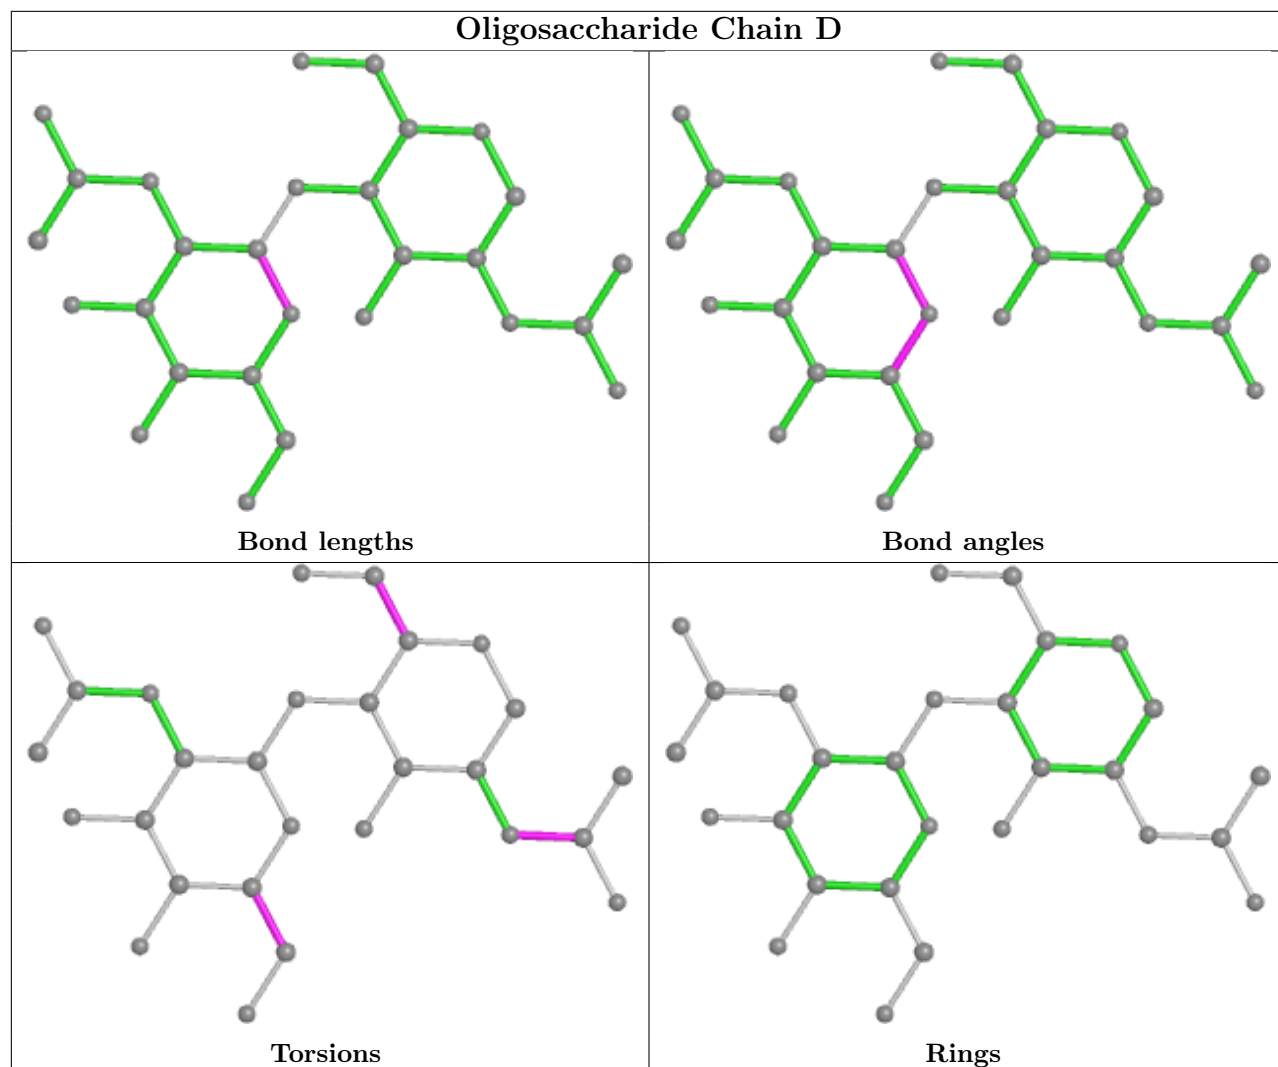 Oligosaccharide Chain D
Bond lengths
Bond angles
Torsions
Rings